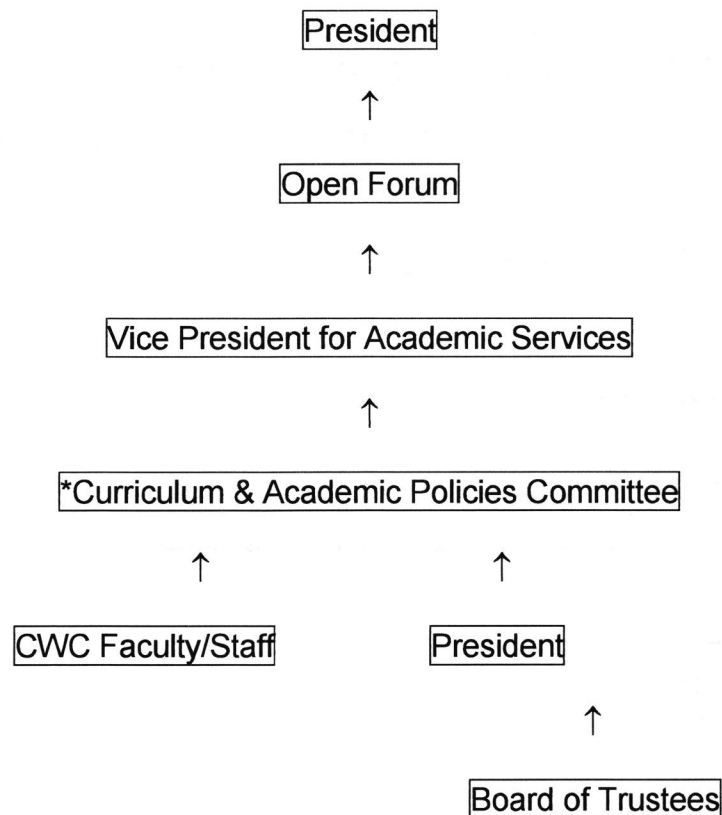 President
↑
Open Forum
↑
Vice President for Academic Services
↑
*Curriculum & Academic Policies Committee
↑ ↑
CWC Faculty/Staff President
↑
Board of Trustees